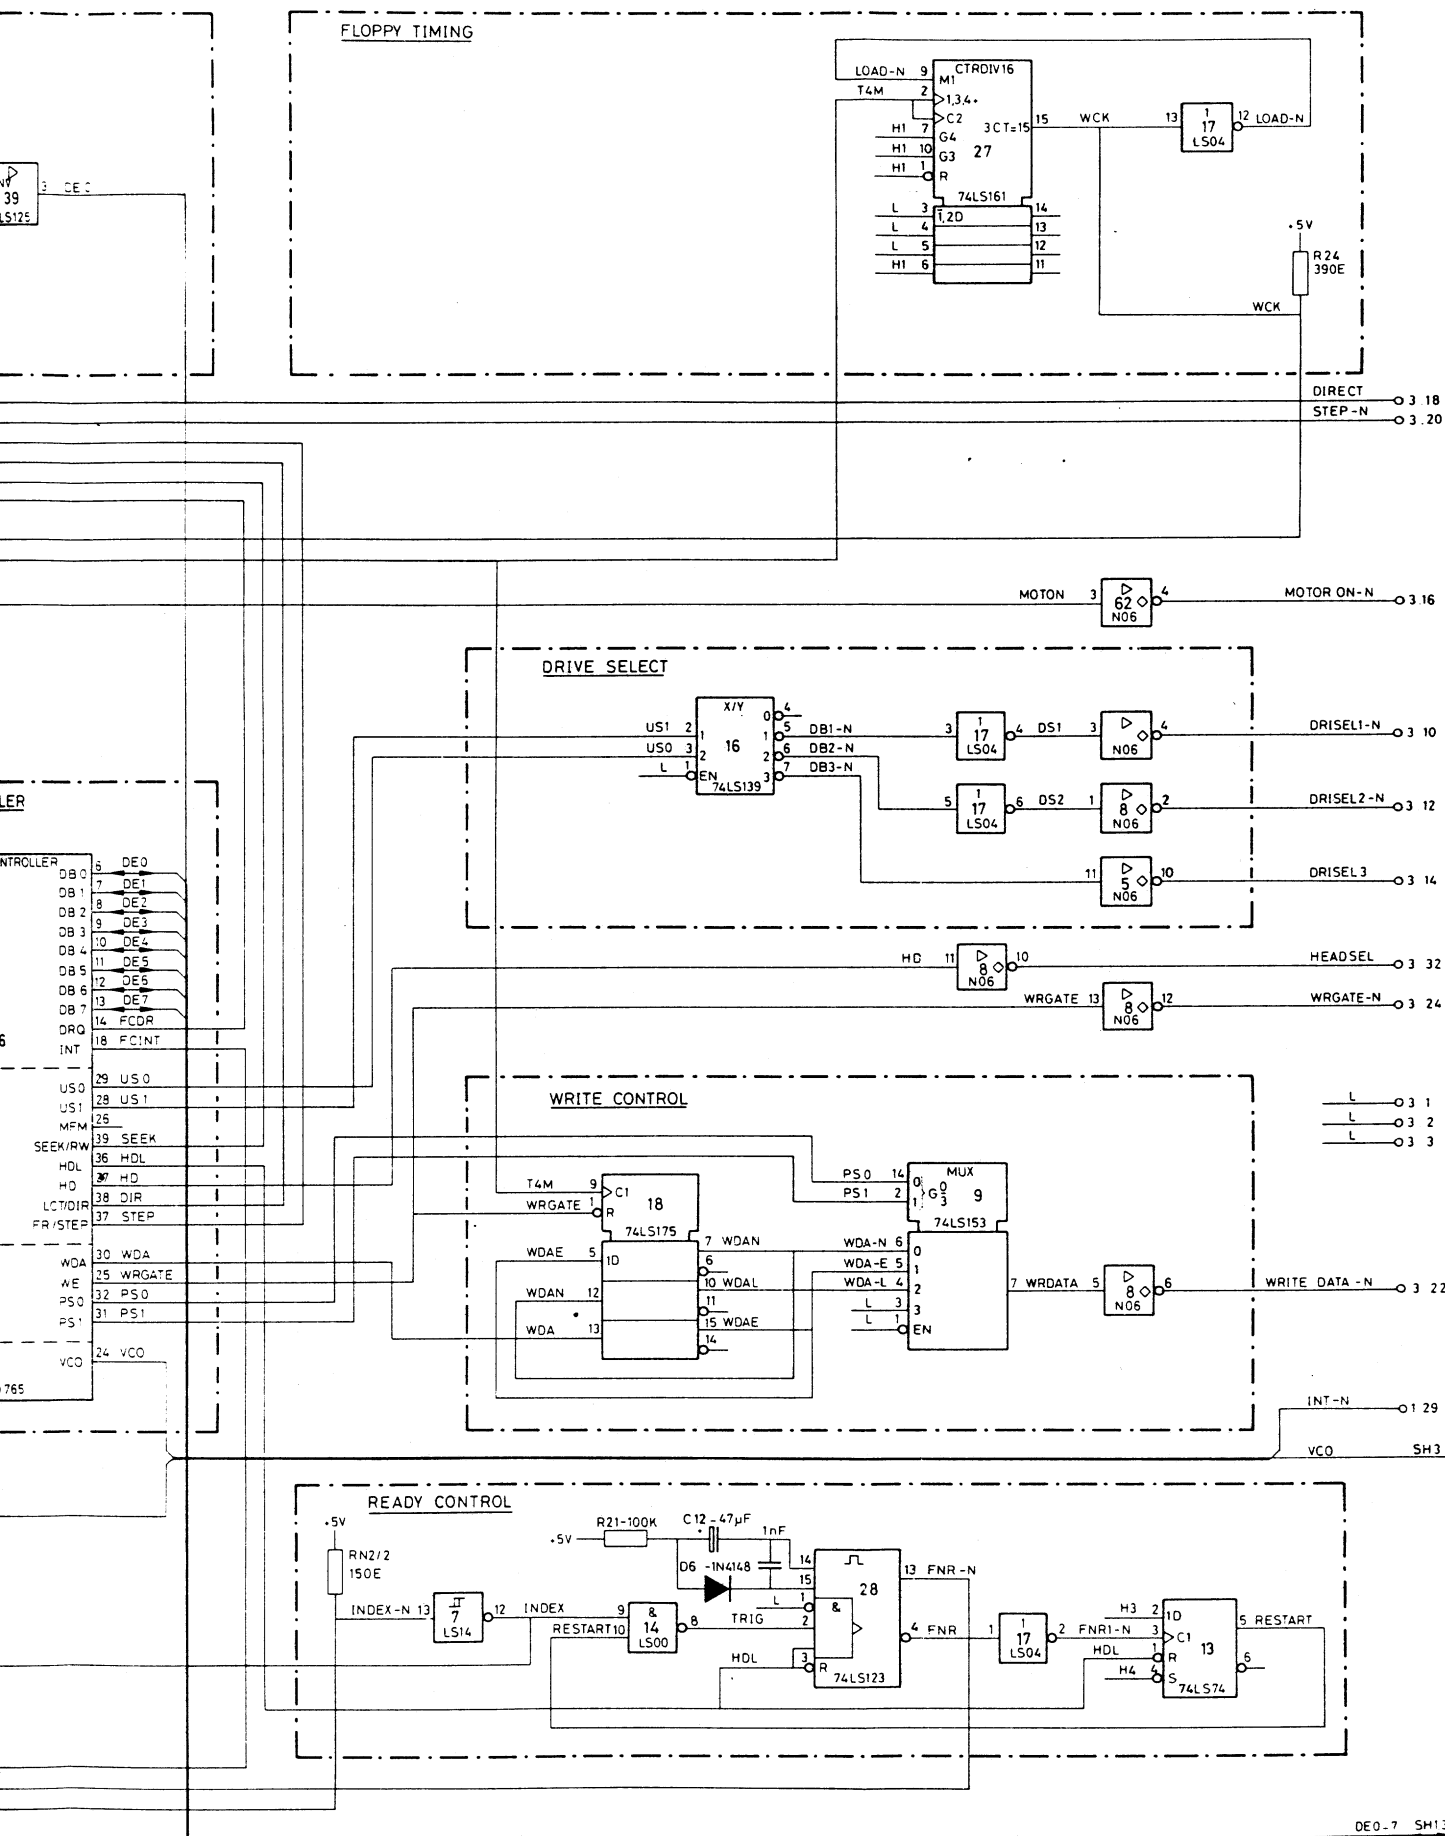 FLOPPY TIMING
LOAD-N 9 M1 CTRDIV16
T4M 2 1,3,4+
C2
H1 7 G4
3CT=15 15 WCK 13 1 17 LS04 12 LOAD-N
H1 10 G3 27
H1 1 R
74LS161
L 3 1,2D 14
L 4 13
L 5 12
H1 6 11
+5V
R24
390E
WCK
39
LS125
3
DIRECT 3.18
STEP-N 3.20
MOTON 3 62 N06 4 MOTOR ON-N 3.16
DRIVE SELECT
X/Y
0 4
US1 2 1 16 1 5 DB1-N 3 1 17 LS04 4 DS1 3 N06 4 DRISEL1-N 3 10
US0 3 2 2 6 DB2-N
L 1 EN 3 7 DB3-N
74LS139
5 1 17 LS04 6 DS2 1 8 N06 2 DRISEL2-N 3 12
11 5 N06 10 DRISEL3 3 14
HD 11 8 N06 10 HEADSEL 3 32
WRGATE 13 8 N06 12 WRGATE-N 3 24
LER
NTROLLER
DB0 6 DE0
DB1 7 DE1
DB2 8 DE2
DB3 9 DE3
DB4 10 DE4
DB5 11 DE5
DB6 12 DE6
DB7 13 DE7
DRQ 14 FCDR
6
INT 18 FCINT
US0 29 US0
US1 28 US1
MFM 26
SEEK/RW 39 SEEK
HDL 36 HDL
HD HD
LCT/DIR 38 DIR
FR/STEP 37 STEP
WDA 30 WDA
WE 25 WRGATE
PS0 32 PS0
PS1 31 PS1
VCO 24 VCO
765
WRITE CONTROL
T4M 9 C1 18
WRGATE 1 R
74LS175
WDAE 5 1D 7 WDAN
6
10 WDAL
WDAN 12 11
WDA 13 15 WDAE
14
MUX
PS0 14 0 G 0/3 9
PS1 2 1
74LS153
WDA-N 6 0
WDA-E 5 1
WDA-L 4 2
L 3 3
L 1 EN
7 WRDATA 5 8 N06 6 WRITE DATA-N 3 22
L 3 1
L 3 2
L 3 3
INT-N 1 29
VCO SH3
READY CONTROL
+5V
RN2/2
150E
INDEX-N 13 7 LS14 12 INDEX
+5V R21-100K C12-47µF 1nF
D6 -1N4148
9 & 14 LS00 8 TRIG
RESTART 10
14
15
L 1
2 & 28
HDL 3 R
74LS123
13 FNR-N
4 FNR 1 1 17 LS04 2 FNR1-N
H3 2 1D
3 C1 13
HDL 1 R
H4 4 S
74LS74
5 RESTART
6
DE0-7 SH13